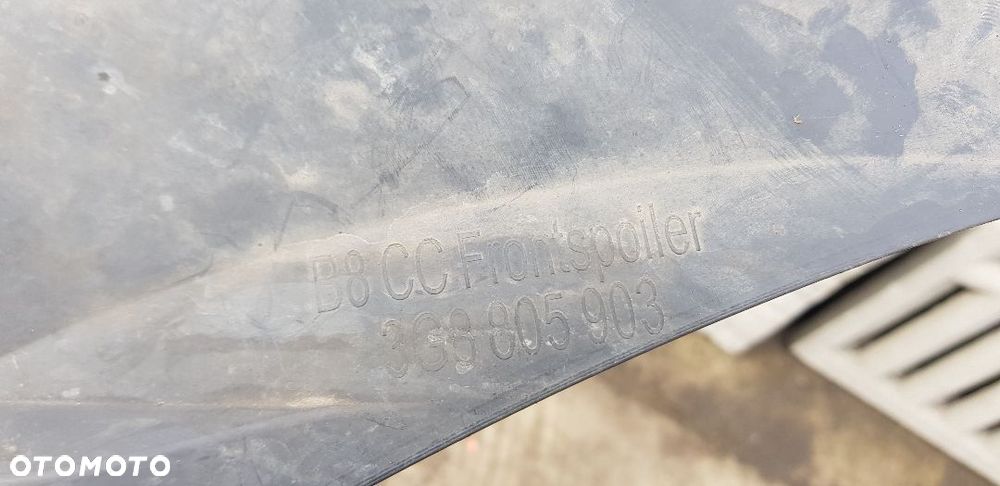 B8 CC Frontspoiler
3G8 805 903
OTOMOTO